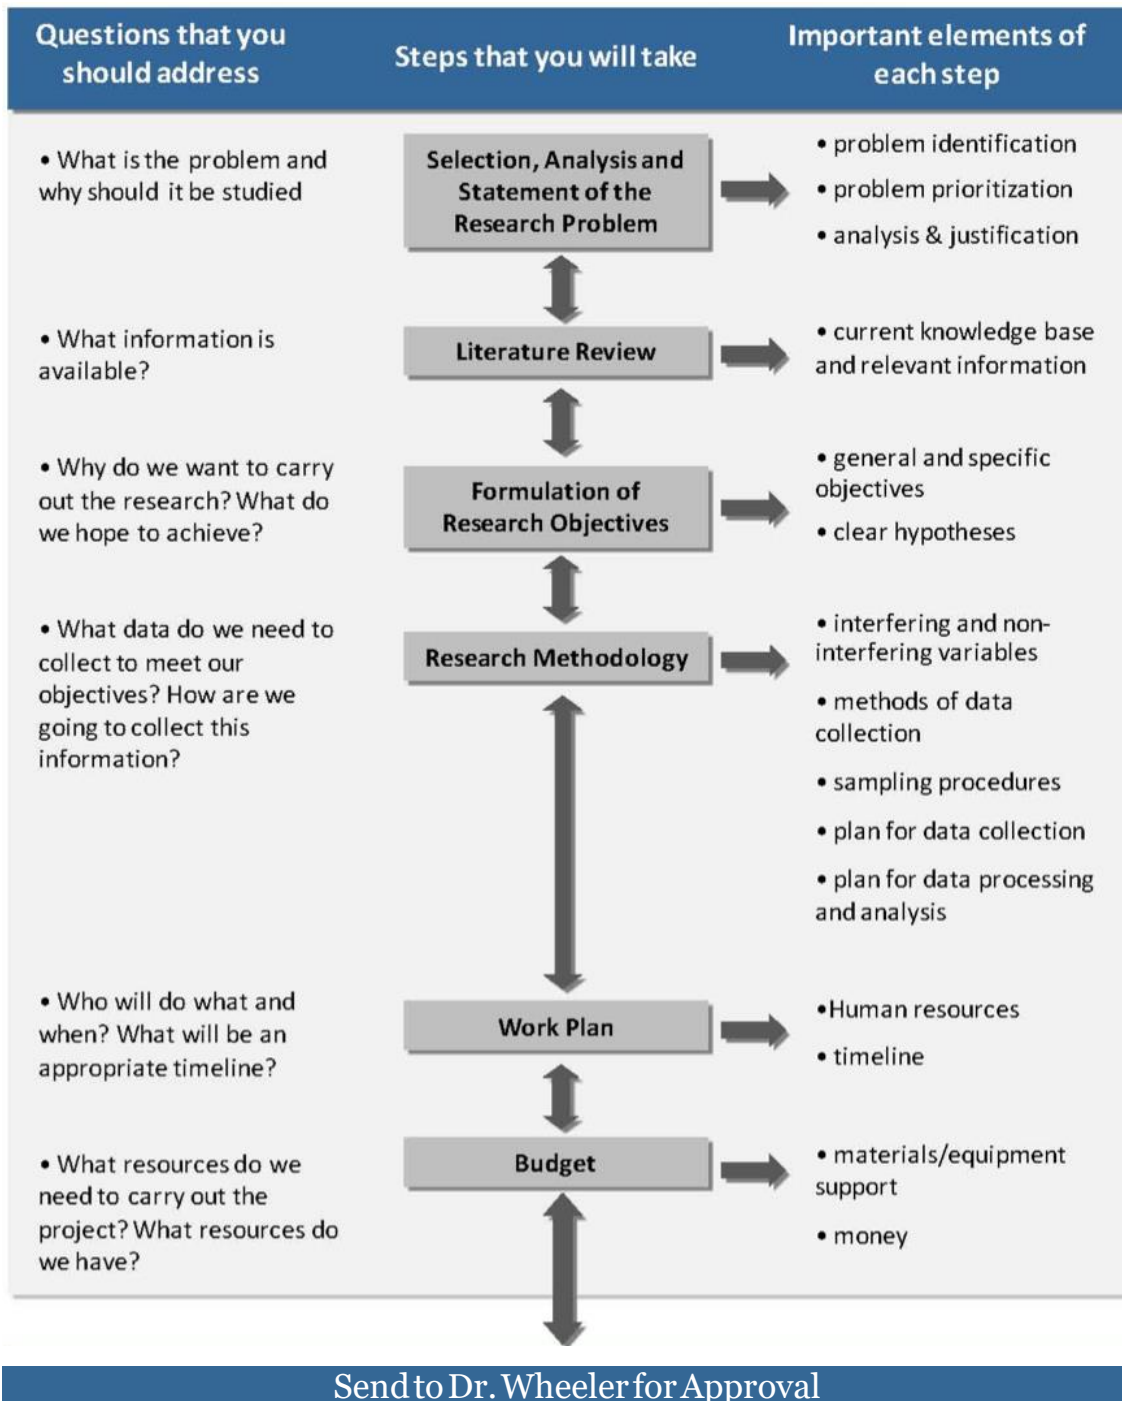 Questions that you
should address
Steps that you will take
Important elements of
each step
• What is the problem and
why should it be studied
Selection, Analysis and
Statement of the
Research Problem
• problem identification
• problem prioritization
• analysis & justification
• What information is
available?
Literature Review
• current knowledge base
and relevant information
• Why do we want to carry
out the research? What do
we hope to achieve?
Formulation of
Research Objectives
• general and specific
objectives
• clear hypotheses
• What data do we need to
collect to meet our
objectives? How are we
going to collect this
information?
Research Methodology
• interfering and non-
interfering variables
• methods of data
collection
• sampling procedures
• plan for data collection
• plan for data processing
and analysis
• Who will do what and
when? What will be an
appropriate timeline?
Work Plan
•Human resources
• timeline
• What resources do we
need to carry out the
project? What resources do
we have?
Budget
• materials/equipment
support
• money
Send to Dr. Wheeler for Approval